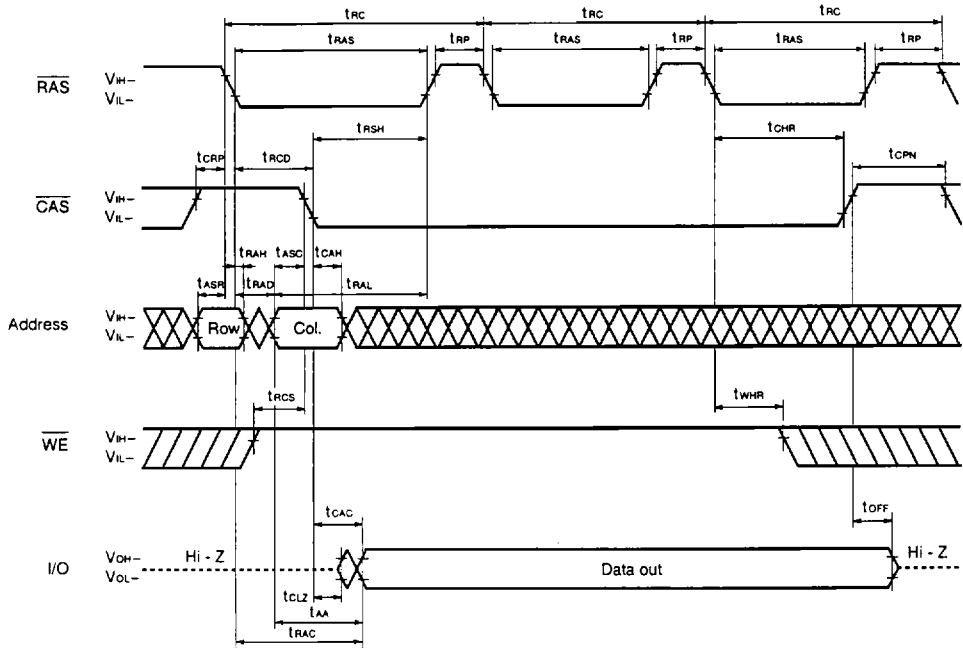 tRC tRC tRC
tRAS tRP tRAS tRP tRAS tRP
RAS VIH– VIL–
tRSH tCHR
tCRP tRCD tCPN
CAS VIH– VIL–
tRAH tASC tCAH
tASR tRAD tRAL
Address VIH– VIL– Row Col.
tRCS tWHR
WE VIH– VIL–
tCAC tOFF
I/O VOH– VOL– Hi - Z Data out Hi - Z
tCLZ
tAA
tRAC